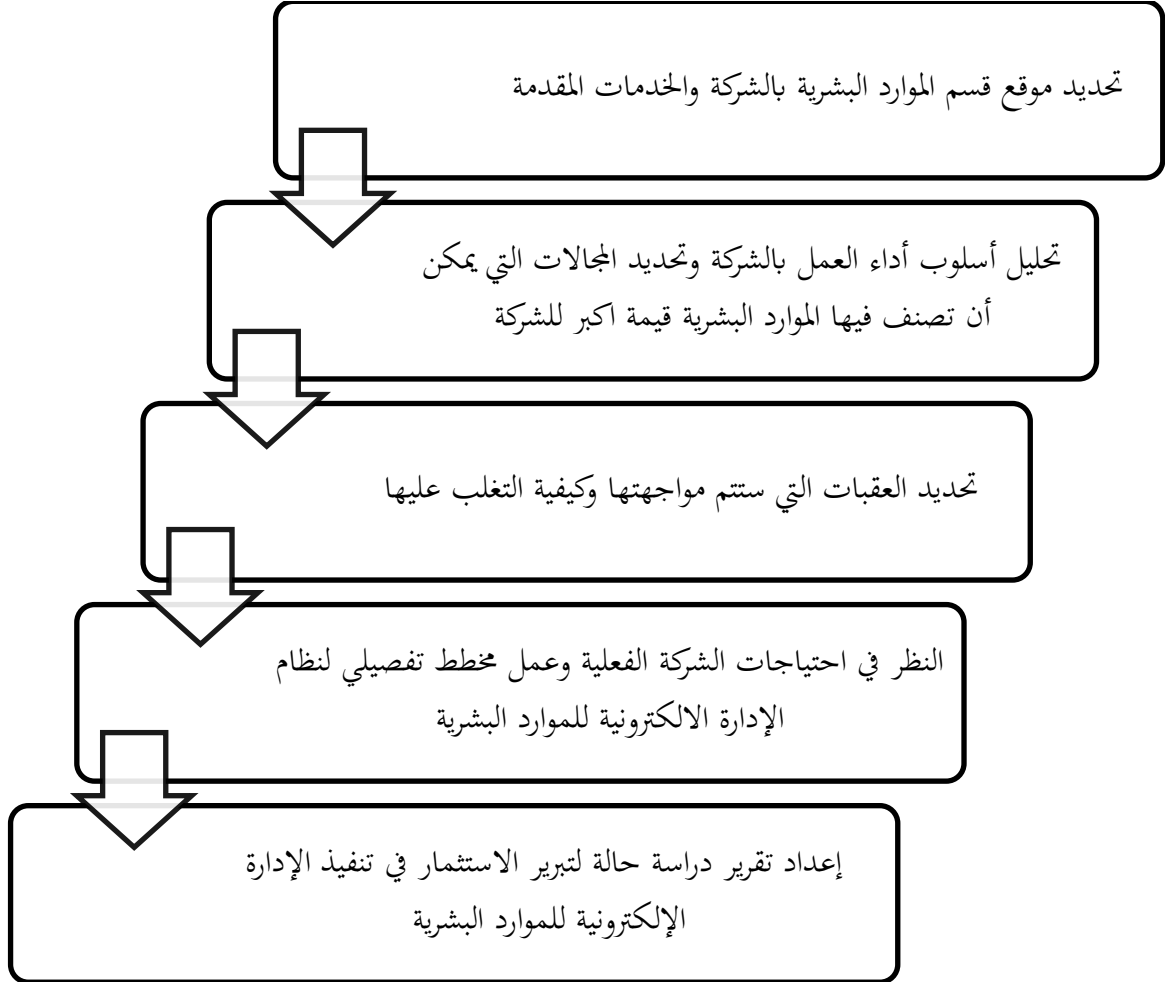 تحديد موقع قسم الموارد البشرية بالشركة والخدمات المقدمة
تحليل أسلوب أداء العمل بالشركة وتحديد المجالات التي يمكن
أن تصنف فيها الموارد البشرية قيمة اكبر للشركة
تحديد العقبات التي ستتم مواجهتها وكيفية التغلب عليها
النظر في احتياجات الشركة الفعلية وعمل مخطط تفصيلي لنظام
الإدارة الالكترونية للموارد البشرية
إعداد تقرير دراسة حالة لتبرير الاستثمار في تنفيذ الإدارة
الإلكترونية للموارد البشرية